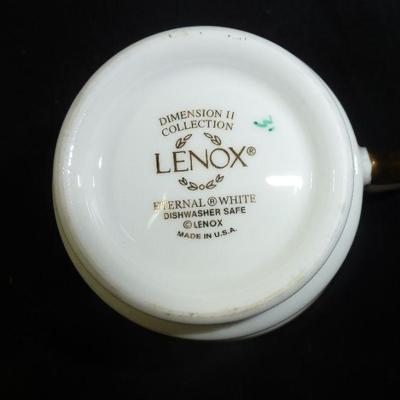 DIMENSION II
COLLECTION
LENOX®
ETERNAL ® WHITE
DISHWASHER SAFE
© LENOX
MADE IN U.S.A.